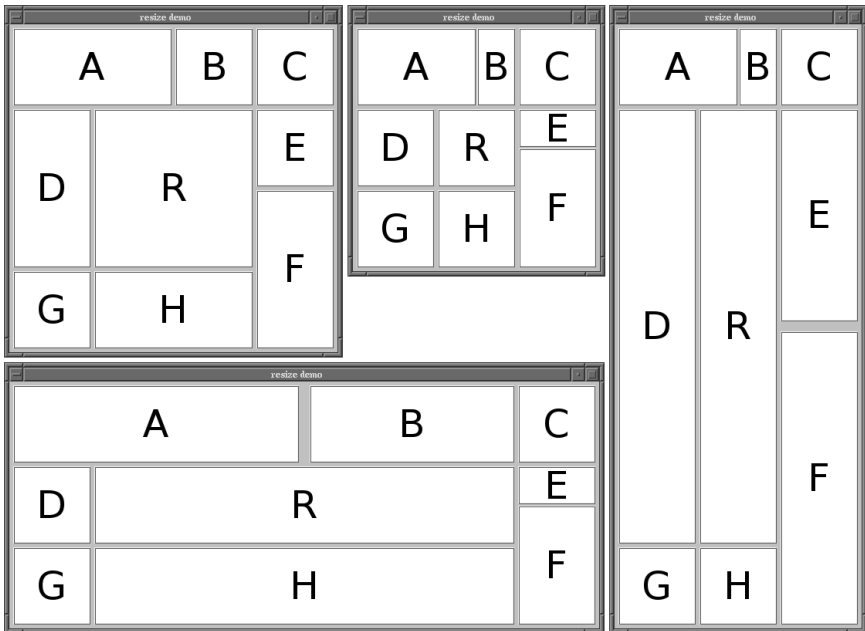 resize demo
A B C
D R E
F
G H
resize demo
A B C
D R E
F
G H
resize demo
A B C
E
D R
F
G H
resize demo
A B C
D R E
F
G H